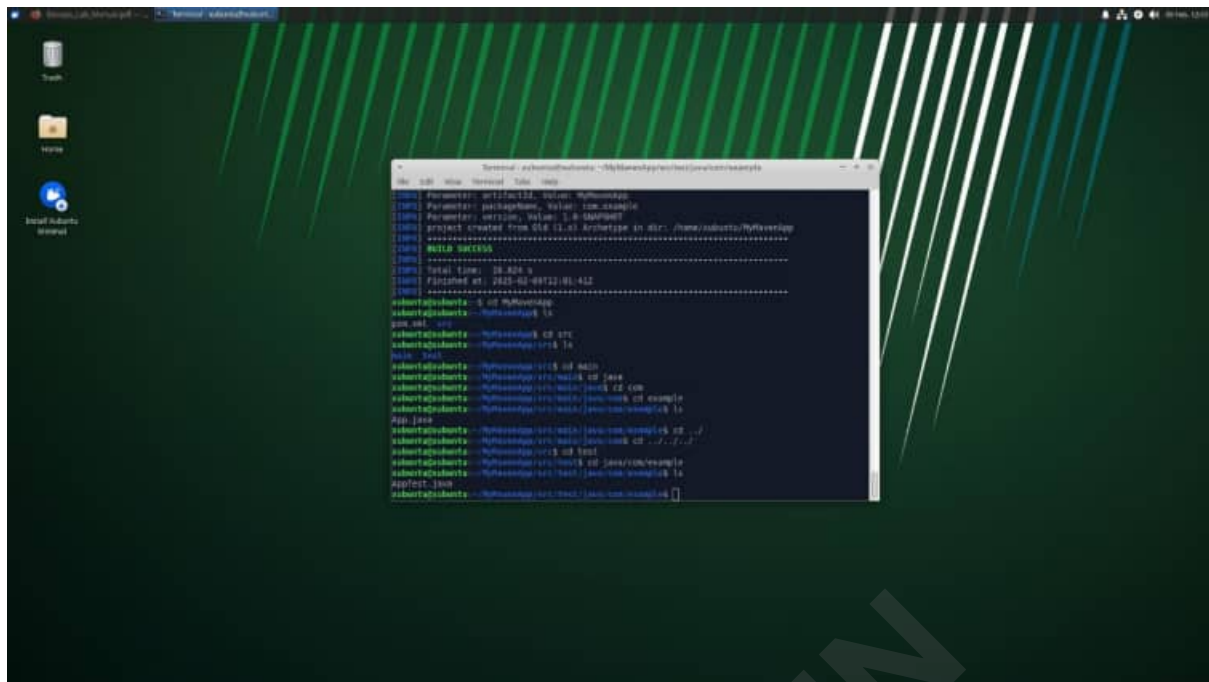 Terminal
Trash
Home
Install Xubuntu
minimal
File Edit View Terminal Tabs Help
[INFO] Parameter: artifactId, Value: MyMavenApp
[INFO] Parameter: packageName, Value: com.example
[INFO] Parameter: version, Value: 1.0-SNAPSHOT
[INFO] project created from Old (1.x) Archetype in dir: /home/xubuntu/MyMavenApp
[INFO] ------------------------------------------------------------------------
[INFO] BUILD SUCCESS
[INFO] ------------------------------------------------------------------------
[INFO] Total time:
[INFO] Finished at:
[INFO] ------------------------------------------------------------------------
xubuntu@xubuntu:~$ cd MyMavenApp
xubuntu@xubuntu:~/MyMavenApp$ ls
pom.xml src
xubuntu@xubuntu:~/MyMavenApp$ cd src
xubuntu@xubuntu:~/MyMavenApp/src$ ls
main test
xubuntu@xubuntu:~/MyMavenApp/src$ cd main
xubuntu@xubuntu:~/MyMavenApp/src/main$ cd java
xubuntu@xubuntu:~/MyMavenApp/src/main/java$ cd com
xubuntu@xubuntu:~/MyMavenApp/src/main/java/com$ cd example
xubuntu@xubuntu:~/MyMavenApp/src/main/java/com/example$ ls
App.java
xubuntu@xubuntu:~/MyMavenApp/src/main/java/com/example$ cd ../
xubuntu@xubuntu:~/MyMavenApp/src/main/java/com$ cd ../../../
xubuntu@xubuntu:~/MyMavenApp/src$ cd test
xubuntu@xubuntu:~/MyMavenApp/src/test$ cd java/com/example
xubuntu@xubuntu:~/MyMavenApp/src/test/java/com/example$ ls
AppTest.java
xubuntu@xubuntu:~/MyMavenApp/src/test/java/com/example$